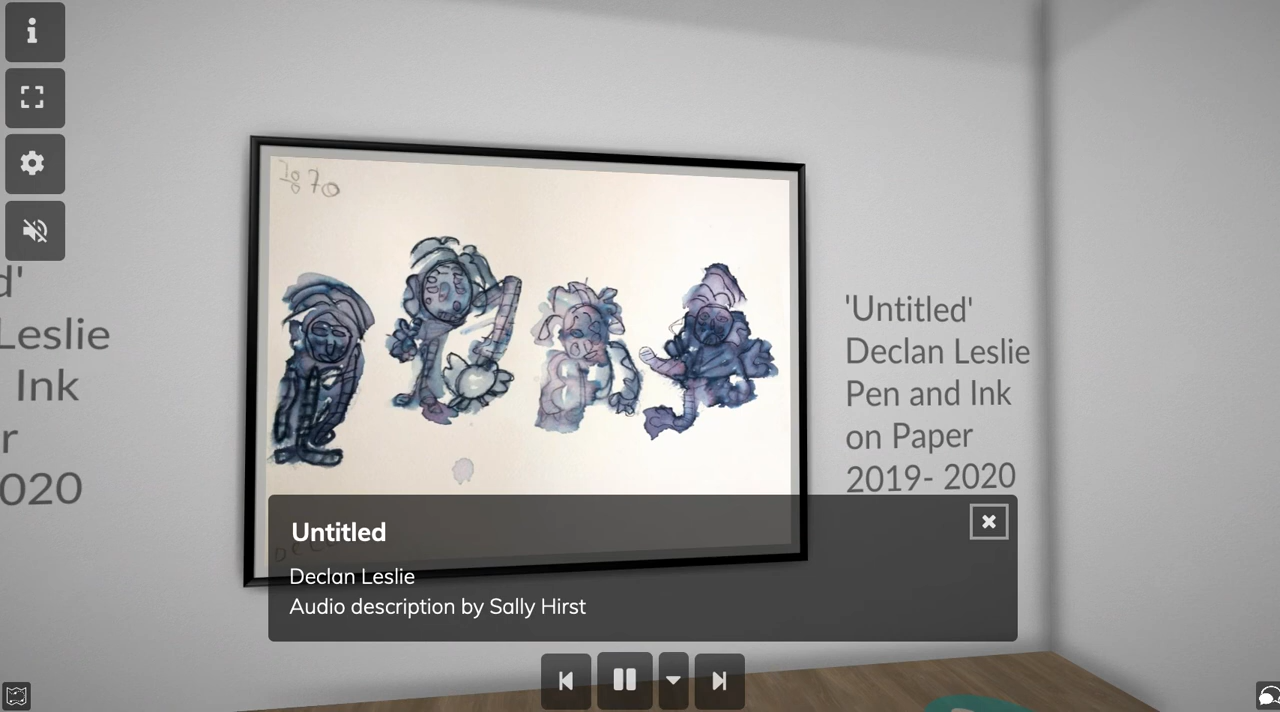 d'
Leslie
Ink
r
020
'Untitled'
Declan Leslie
Pen and Ink
on Paper
2019- 2020
Untitled
Declan Leslie
Audio description by Sally Hirst